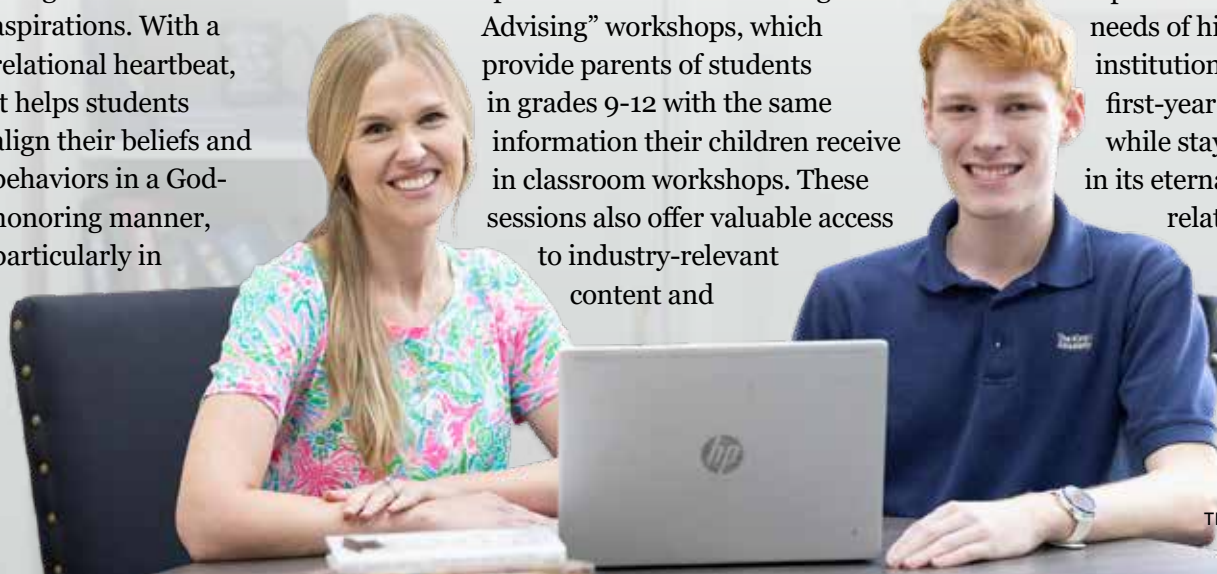 aspirations. With a
relational heartbeat,
it helps students
align their beliefs and
behaviors in a God-
honoring manner,
particularly in
Advising” workshops, which
provide parents of students
in grades 9-12 with the same
information their children receive
in classroom workshops. These
sessions also offer valuable access
to industry-relevant
content and
needs of hi
institution
first-year
while stay
in its eterna
relat
hp
T